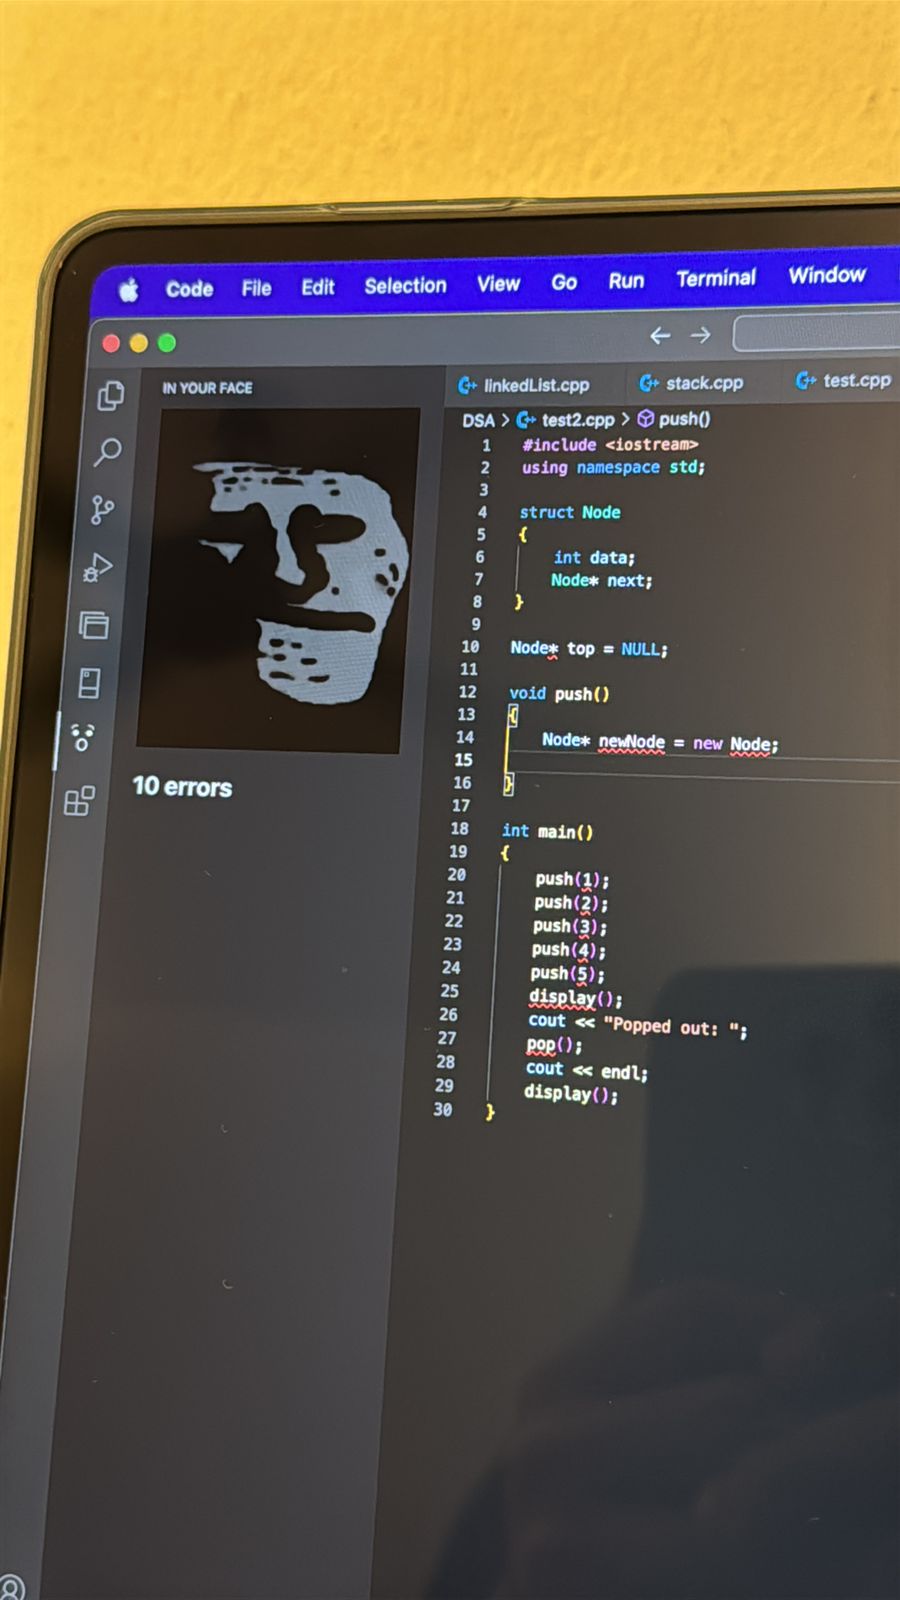 Code File Edit Selection View Go Run Terminal Window
IN YOUR FACE
10 errors
linkedList.cpp stack.cpp test.cpp
DSA > test2.cpp > push()
1 #include <iostream>
2 using namespace std;
3
4 struct Node
5 {
6 int data;
7 Node* next;
8 }
9
10 Node* top = NULL;
11
12 void push()
13 {
14 Node* newNode = new Node;
15
16 }
17
18 int main()
19 {
20 push(1);
21 push(2);
22 push(3);
23 push(4);
24 push(5);
25 display();
26 cout << "Popped out: ";
27 pop();
28 cout << endl;
29 display();
30 }